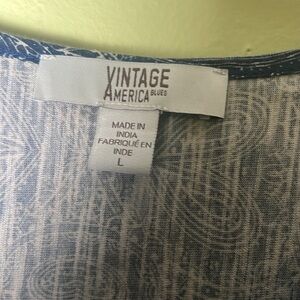 VINTAGE
AMERICA BLUES
MADE IN
INDIA
FABRIQUÉ EN
INDE
L